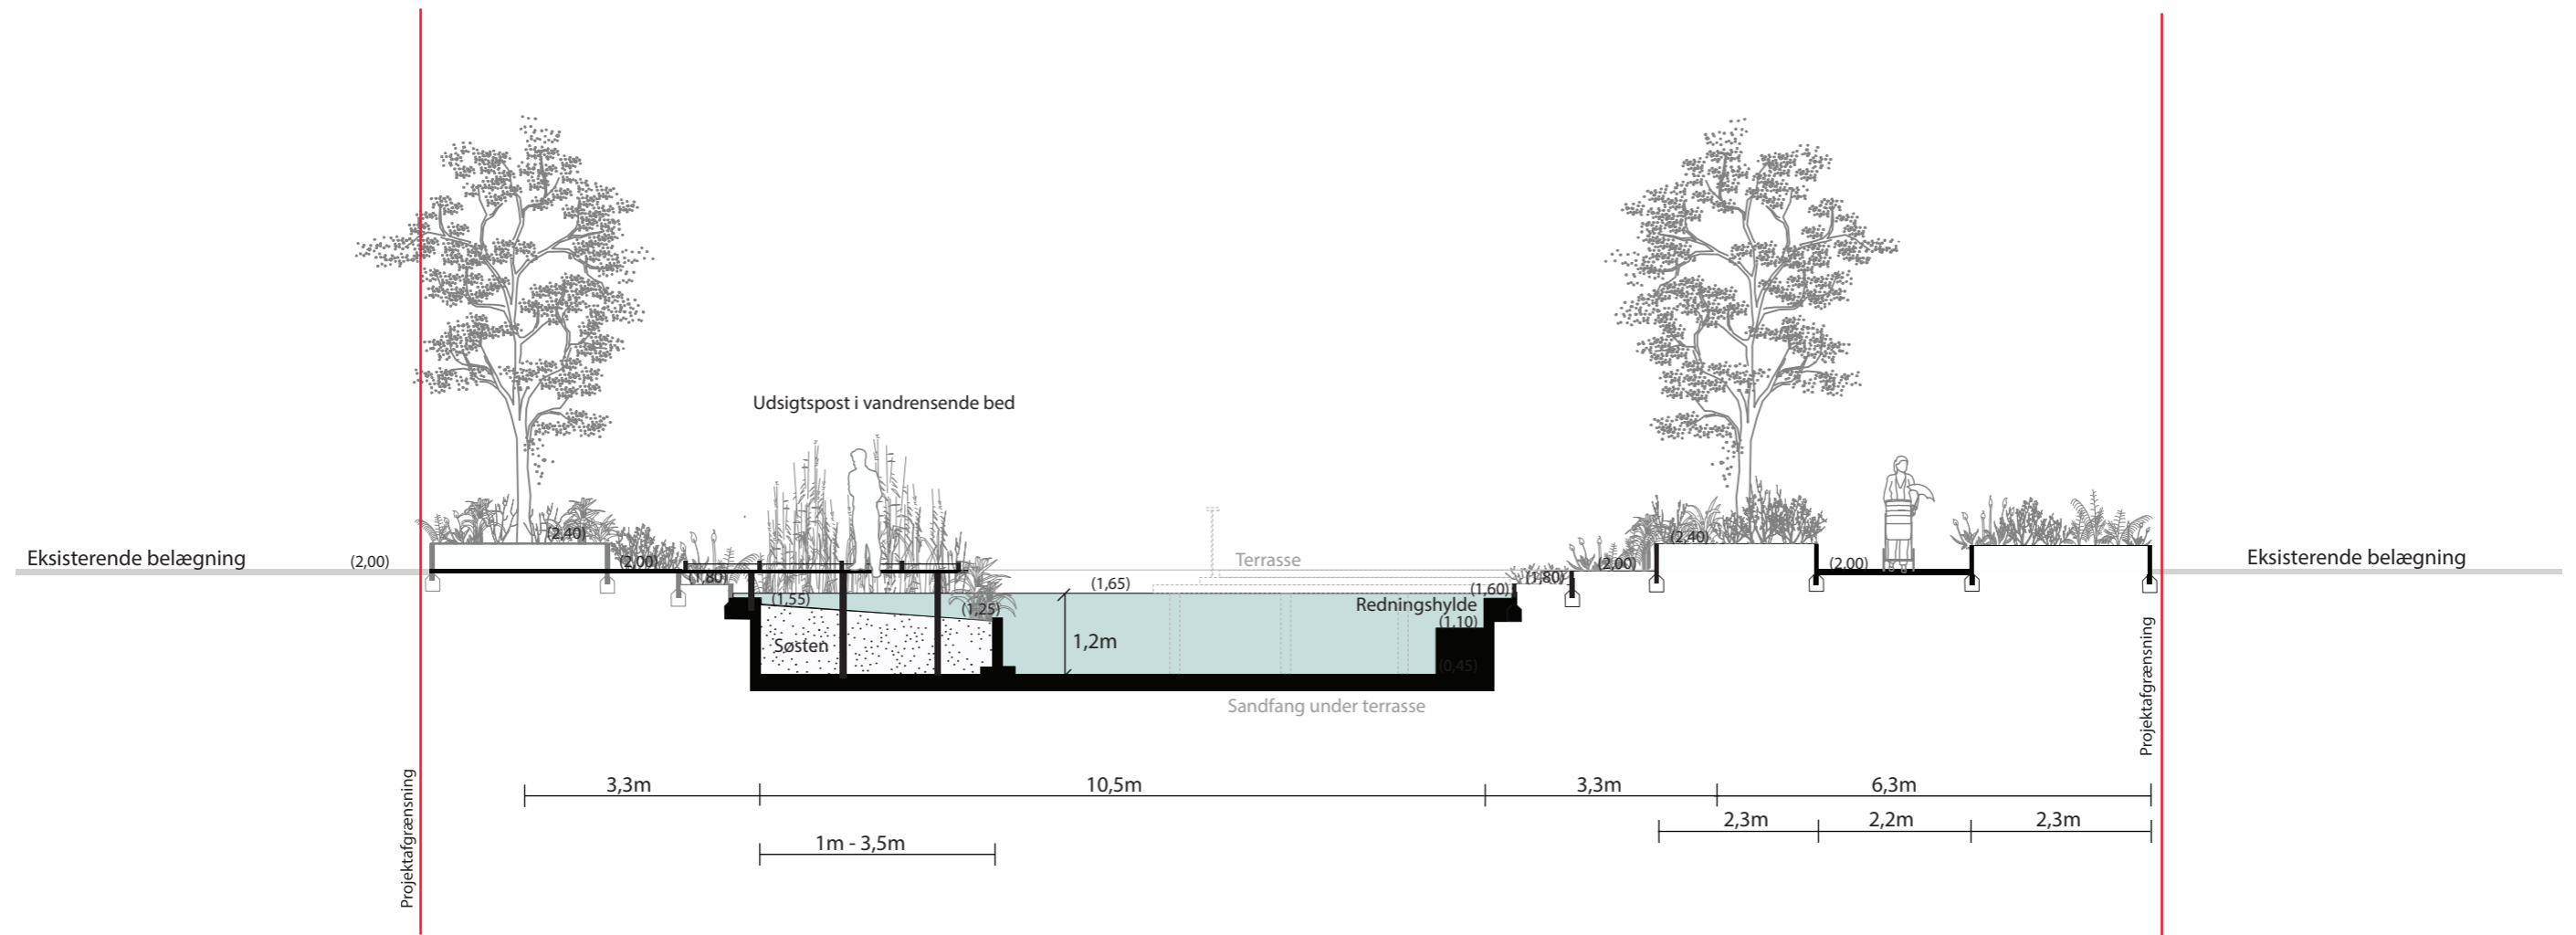 Udsigtspost i vandrensende bed
(2,40)
(2,40)
Eksisterende belægning
(2,00)
(2,00)
(1,80)
Terrasse
(1,80)
(2,00)
(2,00)
Eksisterende belægning
(1,65)
(1,60)
(1,55)
(1,25)
Redningshylde
(1,10)
Søsten
1,2m
(0,45)
Sandfang under terrasse
Projektafgrænsning
Projektafgrænsning
3,3m
10,5m
3,3m
6,3m
2,3m
2,2m
2,3m
1m - 3,5m